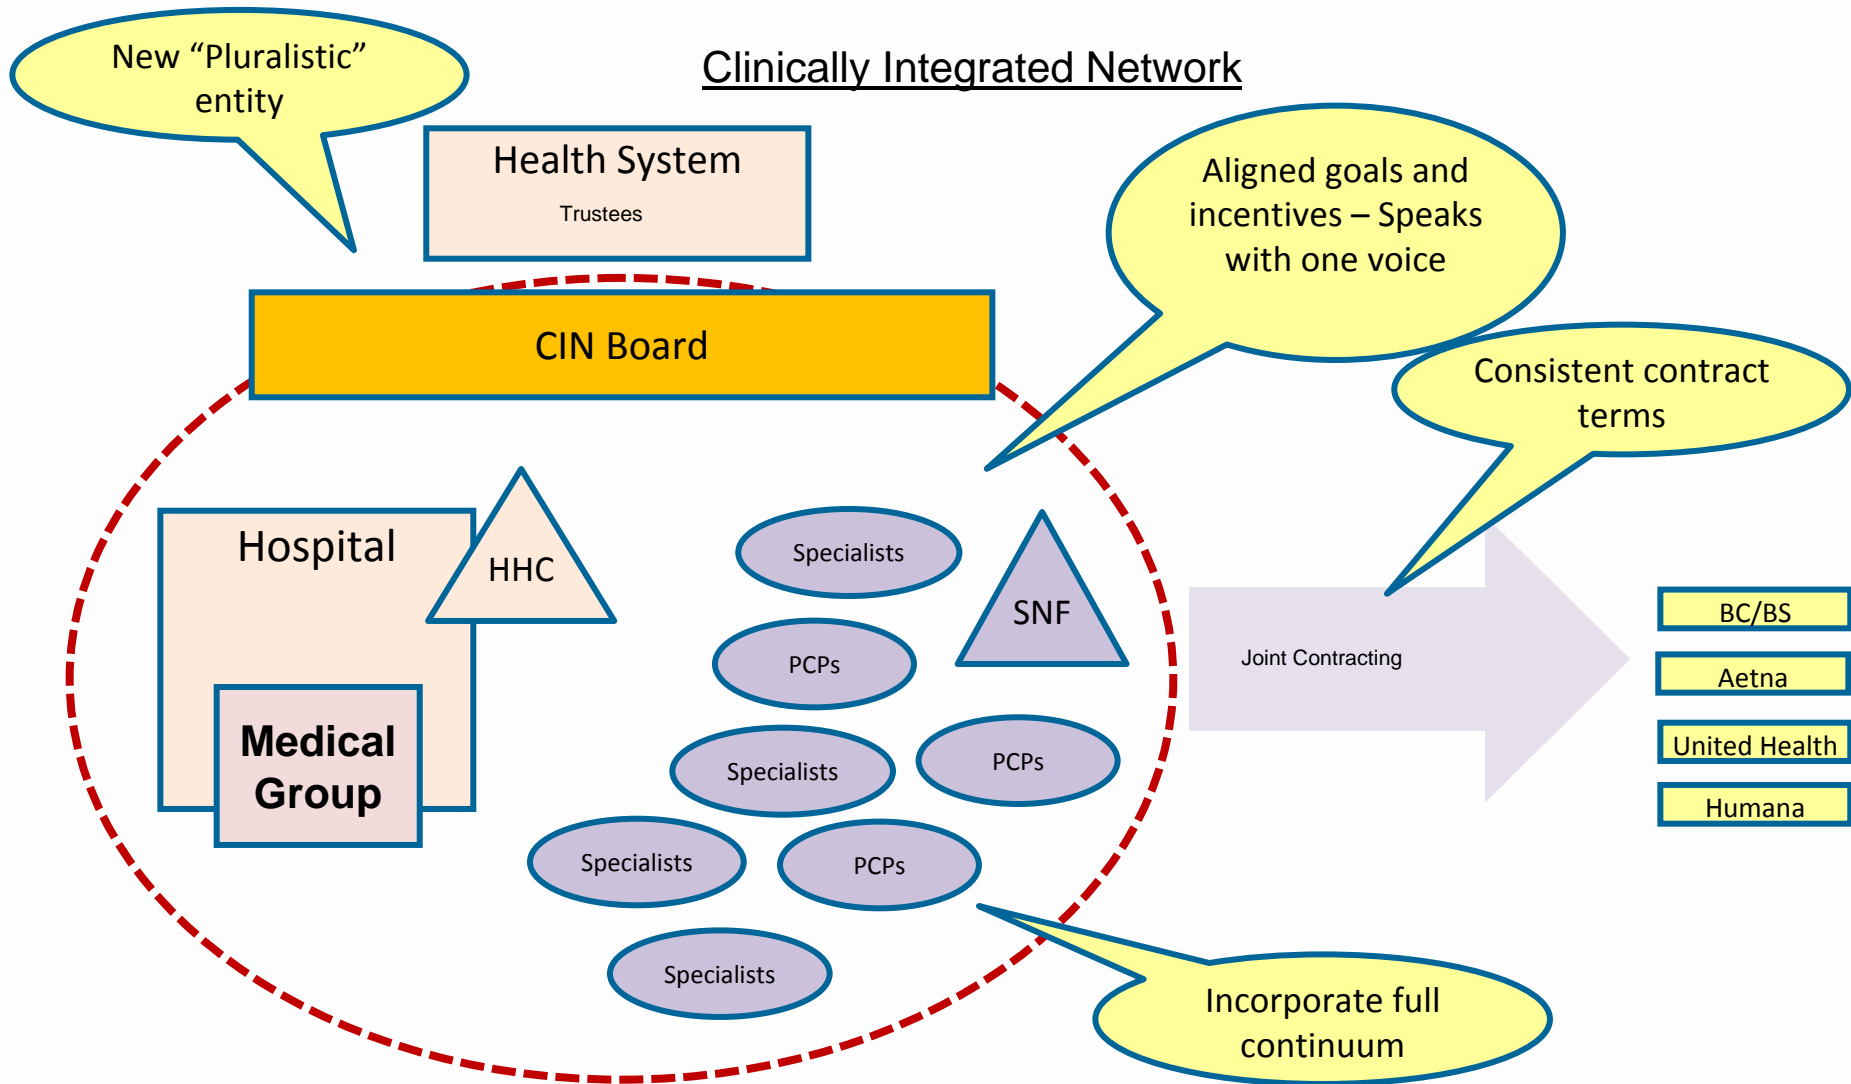 New “Pluralistic”
entity
Clinically Integrated Network
Health System
Trustees
Aligned goals and
incentives – Speaks
with one voice
CIN Board
Consistent contract
terms
Hospital
HHC
Medical
Group
Specialists
SNF
PCPs
Specialists
PCPs
Specialists
PCPs
Specialists
Joint Contracting
BC/BS
Aetna
United Health
Humana
Incorporate full
continuum